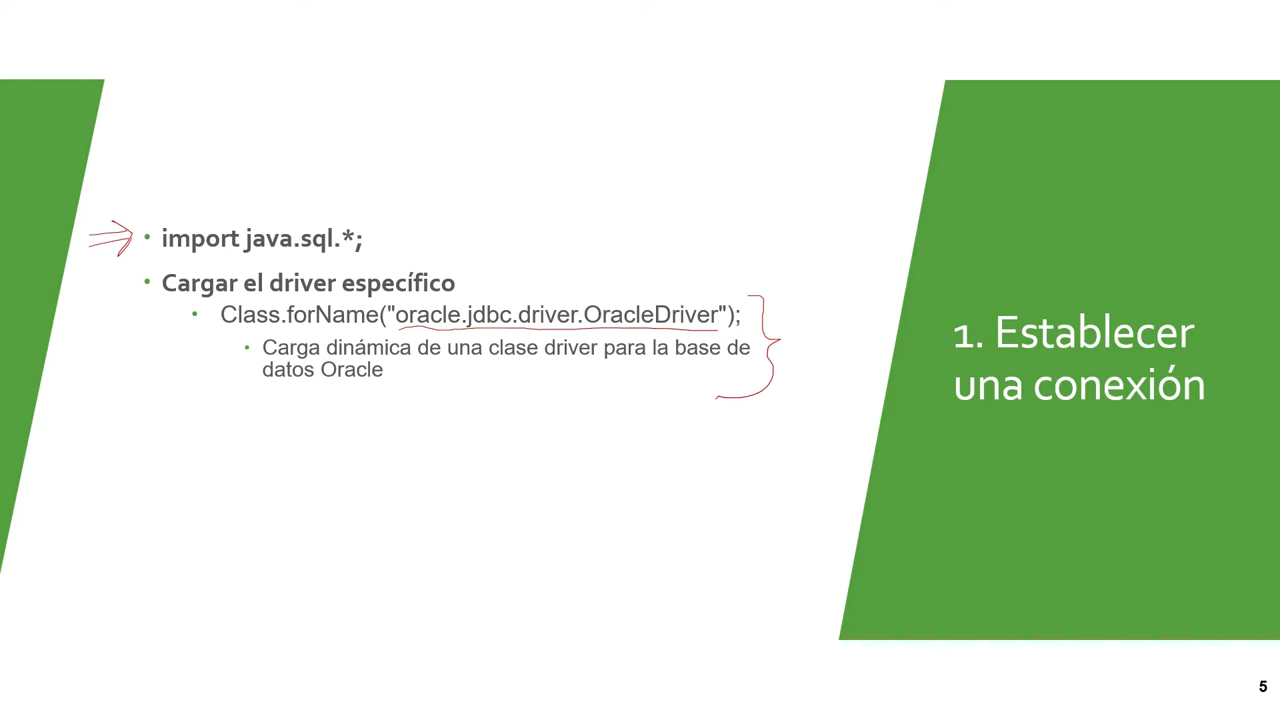 import java.sql.*;
Cargar el driver específico
Class.forName("oracle.jdbc.driver.OracleDriver");
Carga dinámica de una clase driver para la base de
datos Oracle
1. Establecer
una conexión
5